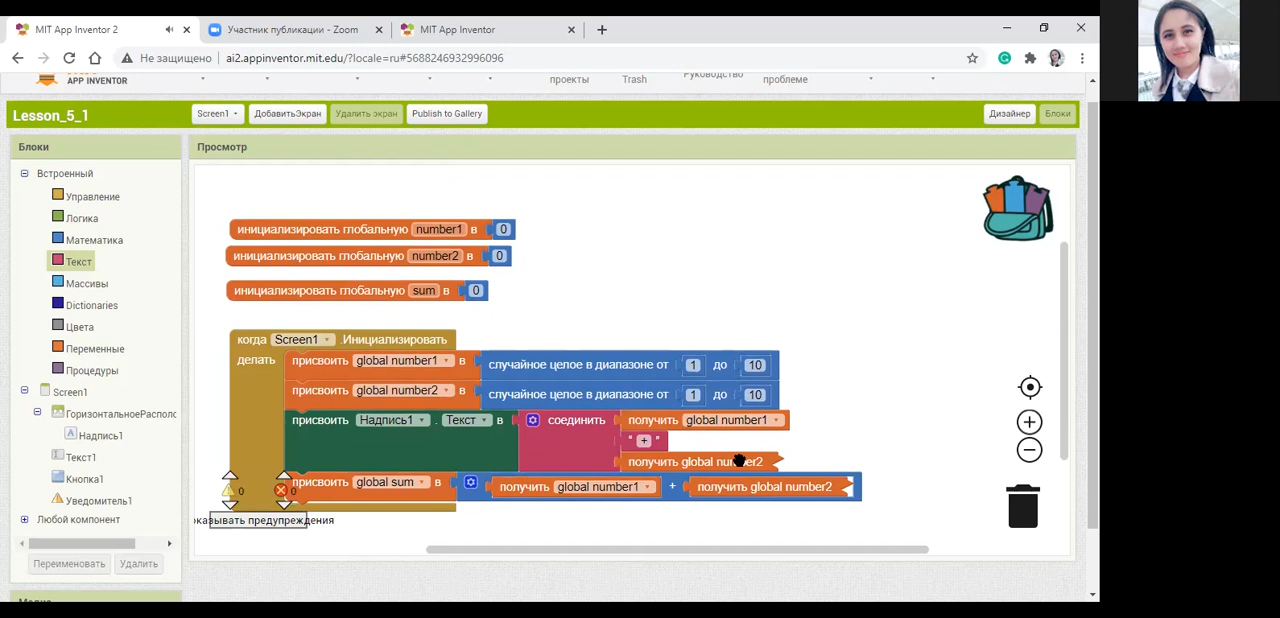 MIT App Inventor 2
Участник публикации - Zoom
MIT App Inventor
Не защищено
ai2.appinventor.mit.edu/?locale=ru#5688246932996096
APP INVENTOR
проекты
Trash
Руководство
проблеме
Lesson_5_1
Screen1
ДобавитьЭкран
Удалить экран
Publish to Gallery
Дизайнер
Блоки
Блоки
Просмотр
Встроенный
Управление
Логика
Математика
Текст
Массивы
Dictionaries
Цвета
Переменные
Процедуры
Screen1
ГоризонтальноеРасполс
Надпись1
Текст1
Кнопка1
Уведомитель1
Любой компонент
Переименовать
Удалить
инициализировать глобальную number1 в 0
инициализировать глобальную number2 в 0
инициализировать глобальную sum в 0
когда Screen1 .Инициализировать
делать
присвоить global number1 в случайное целое в диапазоне от 1 до 10
присвоить global number2 в случайное целое в диапазоне от 1 до 10
присвоить Надпись1 . Текст в соединить получить global number1
" + "
получить global number2
присвоить global sum в получить global number1 + получить global number2
0 0
оказывать предупреждения